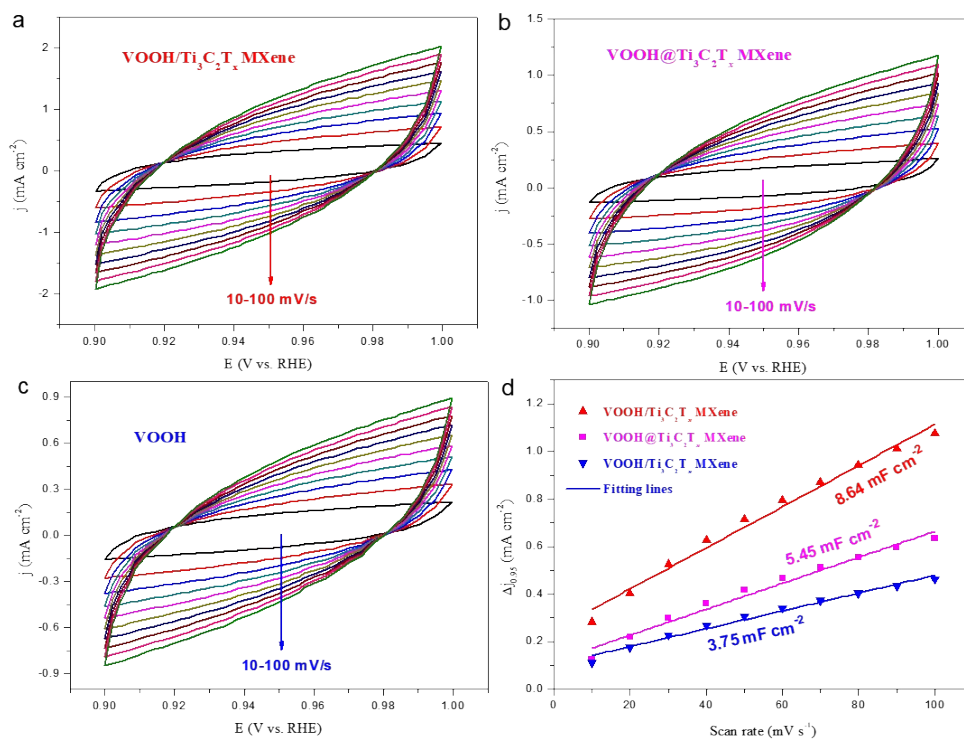 a
VOOH/Ti₃C₂Tₓ MXene
j (mA cm⁻²)
2
1
0
-1
-2
10-100 mV/s
0.90 0.92 0.94 0.96 0.98 1.00
E (V vs. RHE)
b
VOOH@Ti₃C₂Tₓ MXene
j (mA cm⁻²)
1.5
1.0
0.5
0.0
-0.5
-1.0
10-100 mV/s
0.90 0.92 0.94 0.96 0.98 1.00
E (V vs. RHE)
c
VOOH
j (mA cm⁻²)
0.9
0.6
0.3
0.0
-0.3
-0.6
-0.9
10-100 mV/s
0.90 0.92 0.94 0.96 0.98 1.00
E (V vs. RHE)
d
VOOH/Ti₃C₂Tₓ MXene
VOOH@Ti₃C₂Tₓ MXene
VOOH/Ti₃C₂Tₓ MXene
Fitting lines
8.64 mF cm⁻²
5.45 mF cm⁻²
3.75 mF cm⁻²
Δj₀.₉₅ (mA cm⁻²)
1.2
1.0
0.8
0.6
0.4
0.2
0.0
20 40 60 80 100
Scan rate (mV s⁻¹)